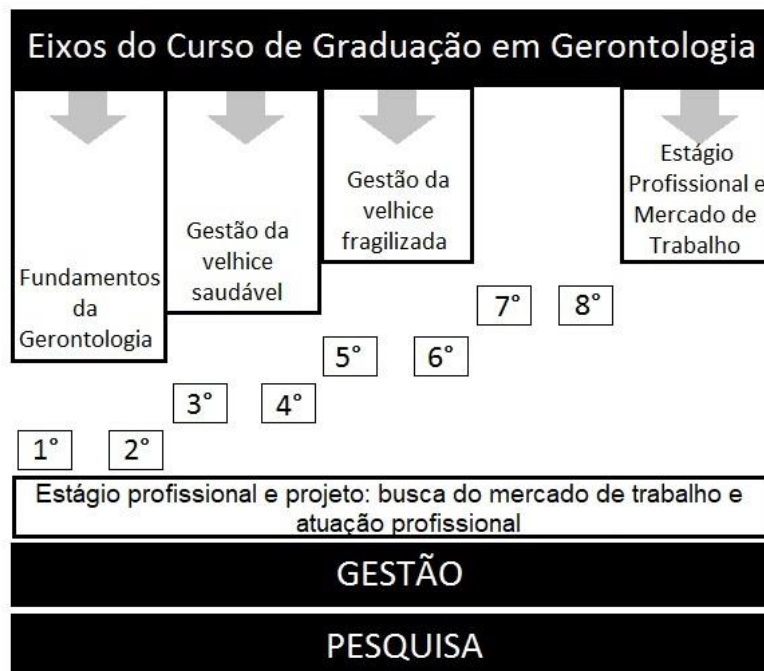 Eixos do Curso de Graduação em Gerontologia
Fundamentos
da
Gerontologia
Gestão da
velhice
saudável
Gestão da
velhice
fragilizada
Estágio
Profissional e
Mercado de
Trabalho
7° 8°
5° 6°
3° 4°
1° 2°
Estágio profissional e projeto: busca do mercado de trabalho e
atuação profissional
GESTÃO
PESQUISA